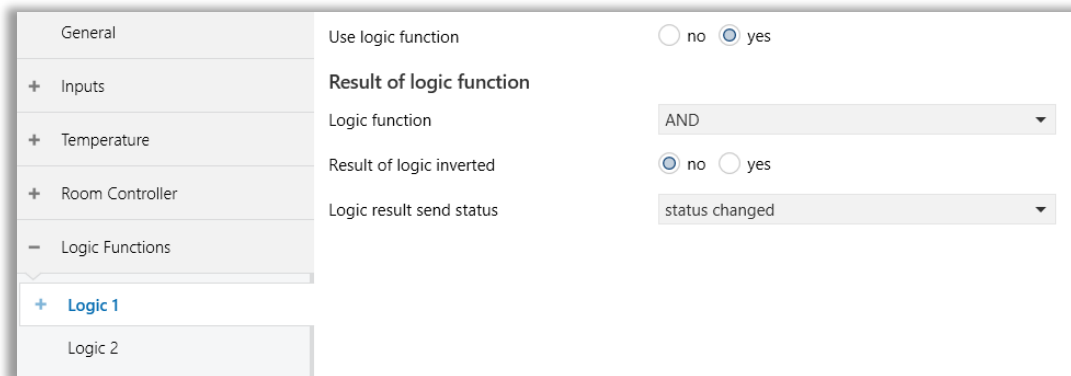 General
+ Inputs
+ Temperature
+ Room Controller
− Logic Functions
+ Logic 1
Logic 2
Use logic function no yes
Result of logic function
Logic function AND
Result of logic inverted no yes
Logic result send status status changed